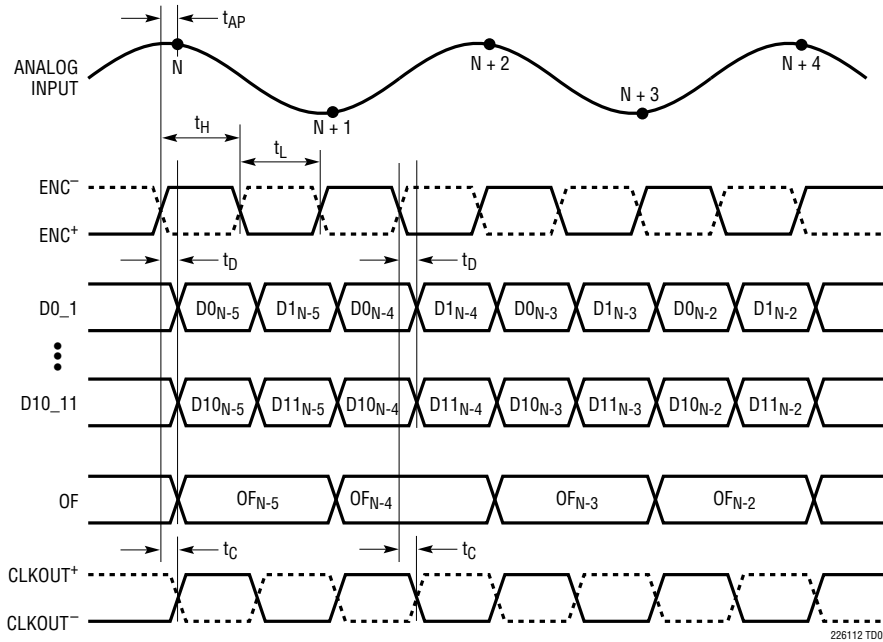 t_AP
ANALOG
INPUT
N
N + 1
N + 2
N + 3
N + 4
t_H
t_L
ENC⁻
ENC⁺
t_D
t_D
D0_1
D0_N-5
D1_N-5
D0_N-4
D1_N-4
D0_N-3
D1_N-3
D0_N-2
D1_N-2
D10_11
D10_N-5
D11_N-5
D10_N-4
D11_N-4
D10_N-3
D11_N-3
D10_N-2
D11_N-2
OF
OF_N-5
OF_N-4
OF_N-3
OF_N-2
t_C
t_C
CLKOUT⁺
CLKOUT⁻
226112 TD0